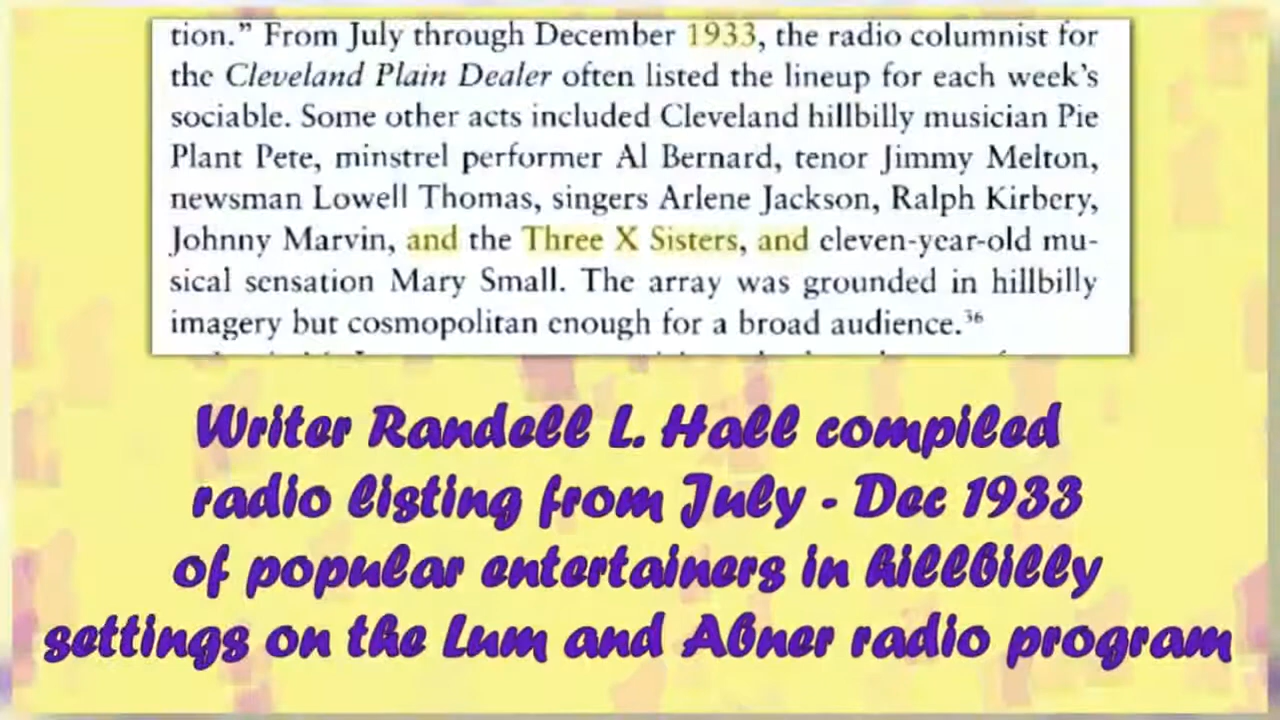 tion.” From July through December 1933, the radio columnist for
the Cleveland Plain Dealer often listed the lineup for each week’s
sociable. Some other acts included Cleveland hillbilly musician Pie
Plant Pete, minstrel performer Al Bernard, tenor Jimmy Melton,
newsman Lowell Thomas, singers Arlene Jackson, Ralph Kirbery,
Johnny Marvin, and the Three X Sisters, and eleven-year-old mu-
sical sensation Mary Small. The array was grounded in hillbilly
imagery but cosmopolitan enough for a broad audience.36
Writer Randell L. Hall compiled
radio listing from July - Dec 1933
of popular entertainers in hillbilly
settings on the Lum and Abner radio program